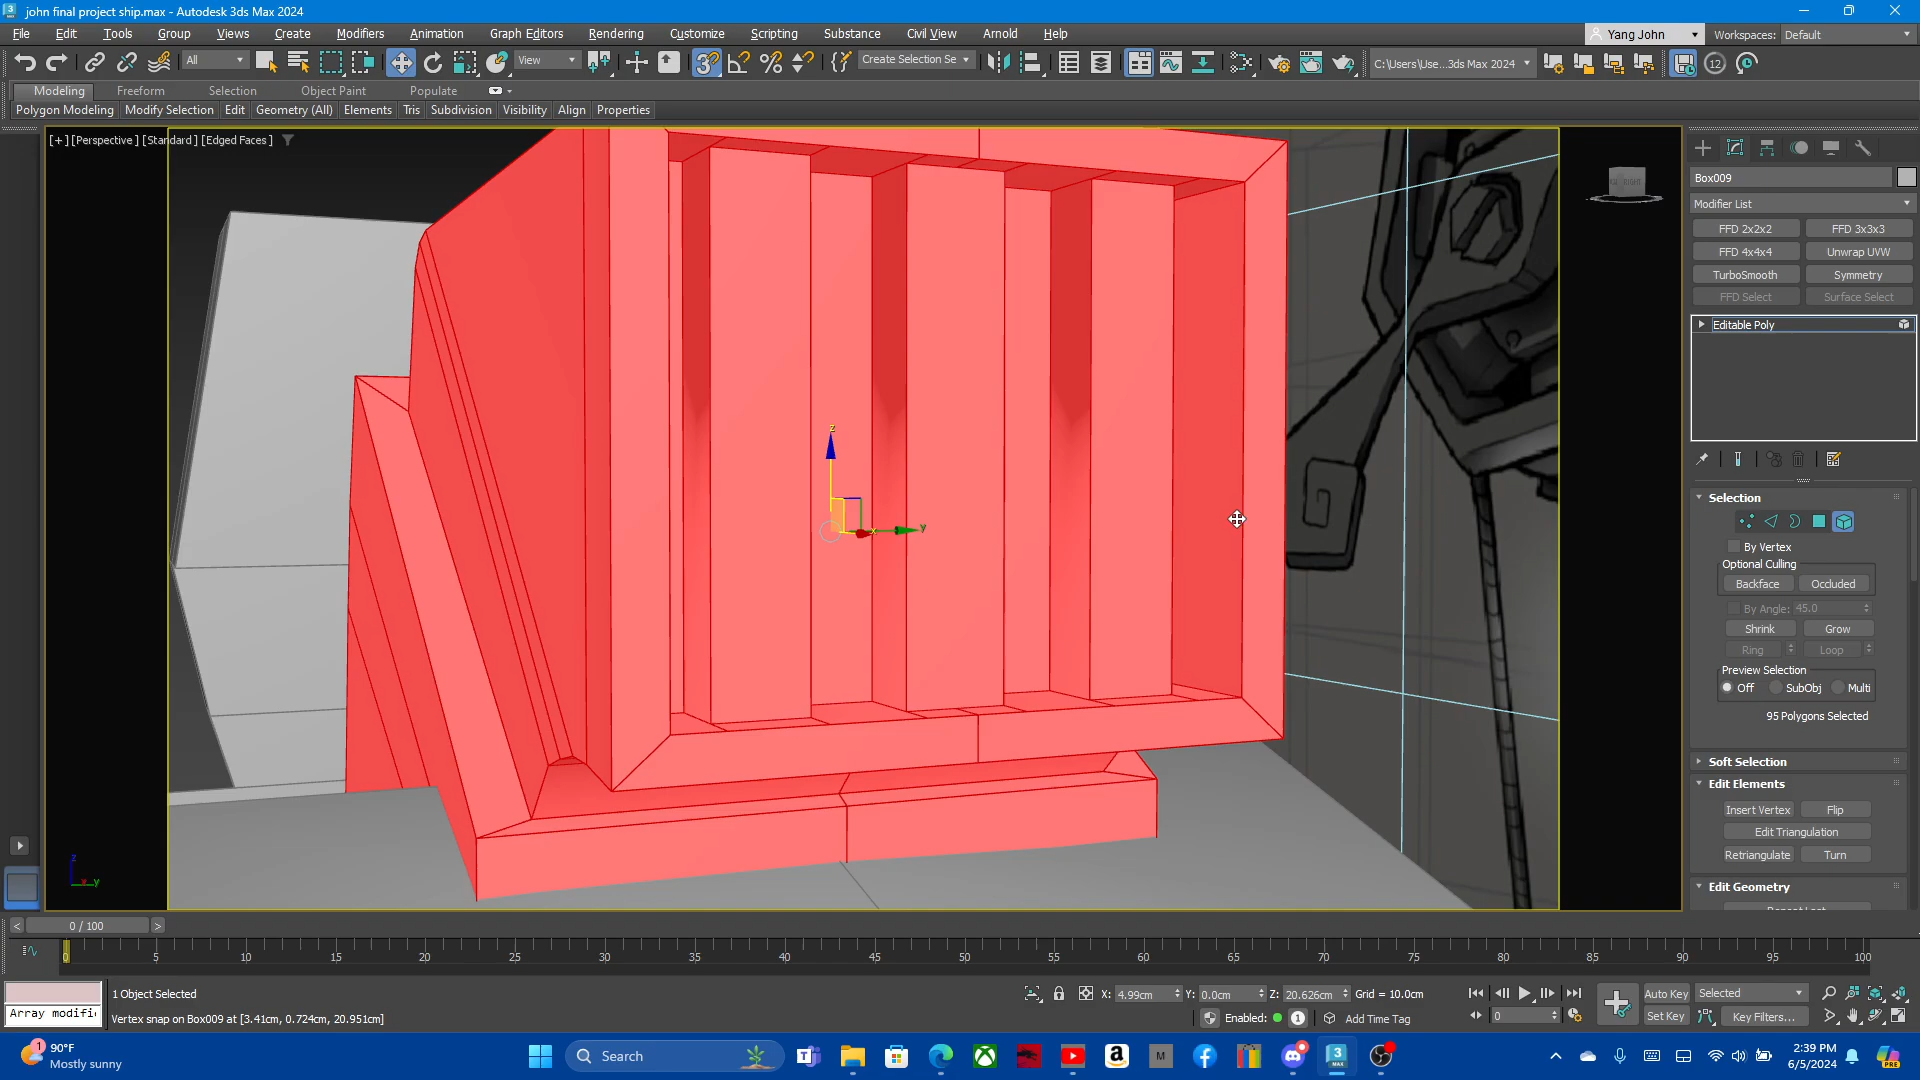 john final project ship.max - Autodesk 3ds Max 2024
File Edit Tools Group Views Create Modifiers Animation Graph Editors Rendering Customize Scripting Substance Civil View Arnold Help
Yang John Workspaces: Default
All View Create Selection Se C:\Users\Use...3ds Max 2024
Modeling Freeform Selection Object Paint Populate
Polygon Modeling Modify Selection Edit Geometry (All) Elements Tris Subdivision Visibility Align Properties
[+] [Perspective] [Standard] [Edged Faces]
RIGHT
z
y
x
z
y
Box009
Modifier List
FFD 2x2x2 FFD 3x3x3
FFD 4x4x4 Unwrap UVW
TurboSmooth Symmetry
FFD Select Surface Select
Editable Poly
Selection
By Vertex
Optional Culling
Backface Occluded
By Angle: 45.0
Shrink Grow
Ring Loop
Preview Selection
Off SubObj Multi
95 Polygons Selected
Soft Selection
Edit Elements
Insert Vertex Flip
Edit Triangulation
Retriangulate Turn
Edit Geometry
Repeat Last
< 0 / 100 >
0 5 10 15 20 25 30 35 40 45 50 55 60 65 70 75 80 85 90 95 100
1 Object Selected
X: 4.99cm Y: 0.0cm Z: 20.626cm Grid = 10.0cm
Auto Key Selected
Array modifi
Vertex snap on Box009 at [3.41cm, 0.724cm, 20.951cm]
Enabled: 1 Add Time Tag
0
Set Key Key Filters...
1
90°F
Mostly sunny
Search
2:39 PM
6/5/2024